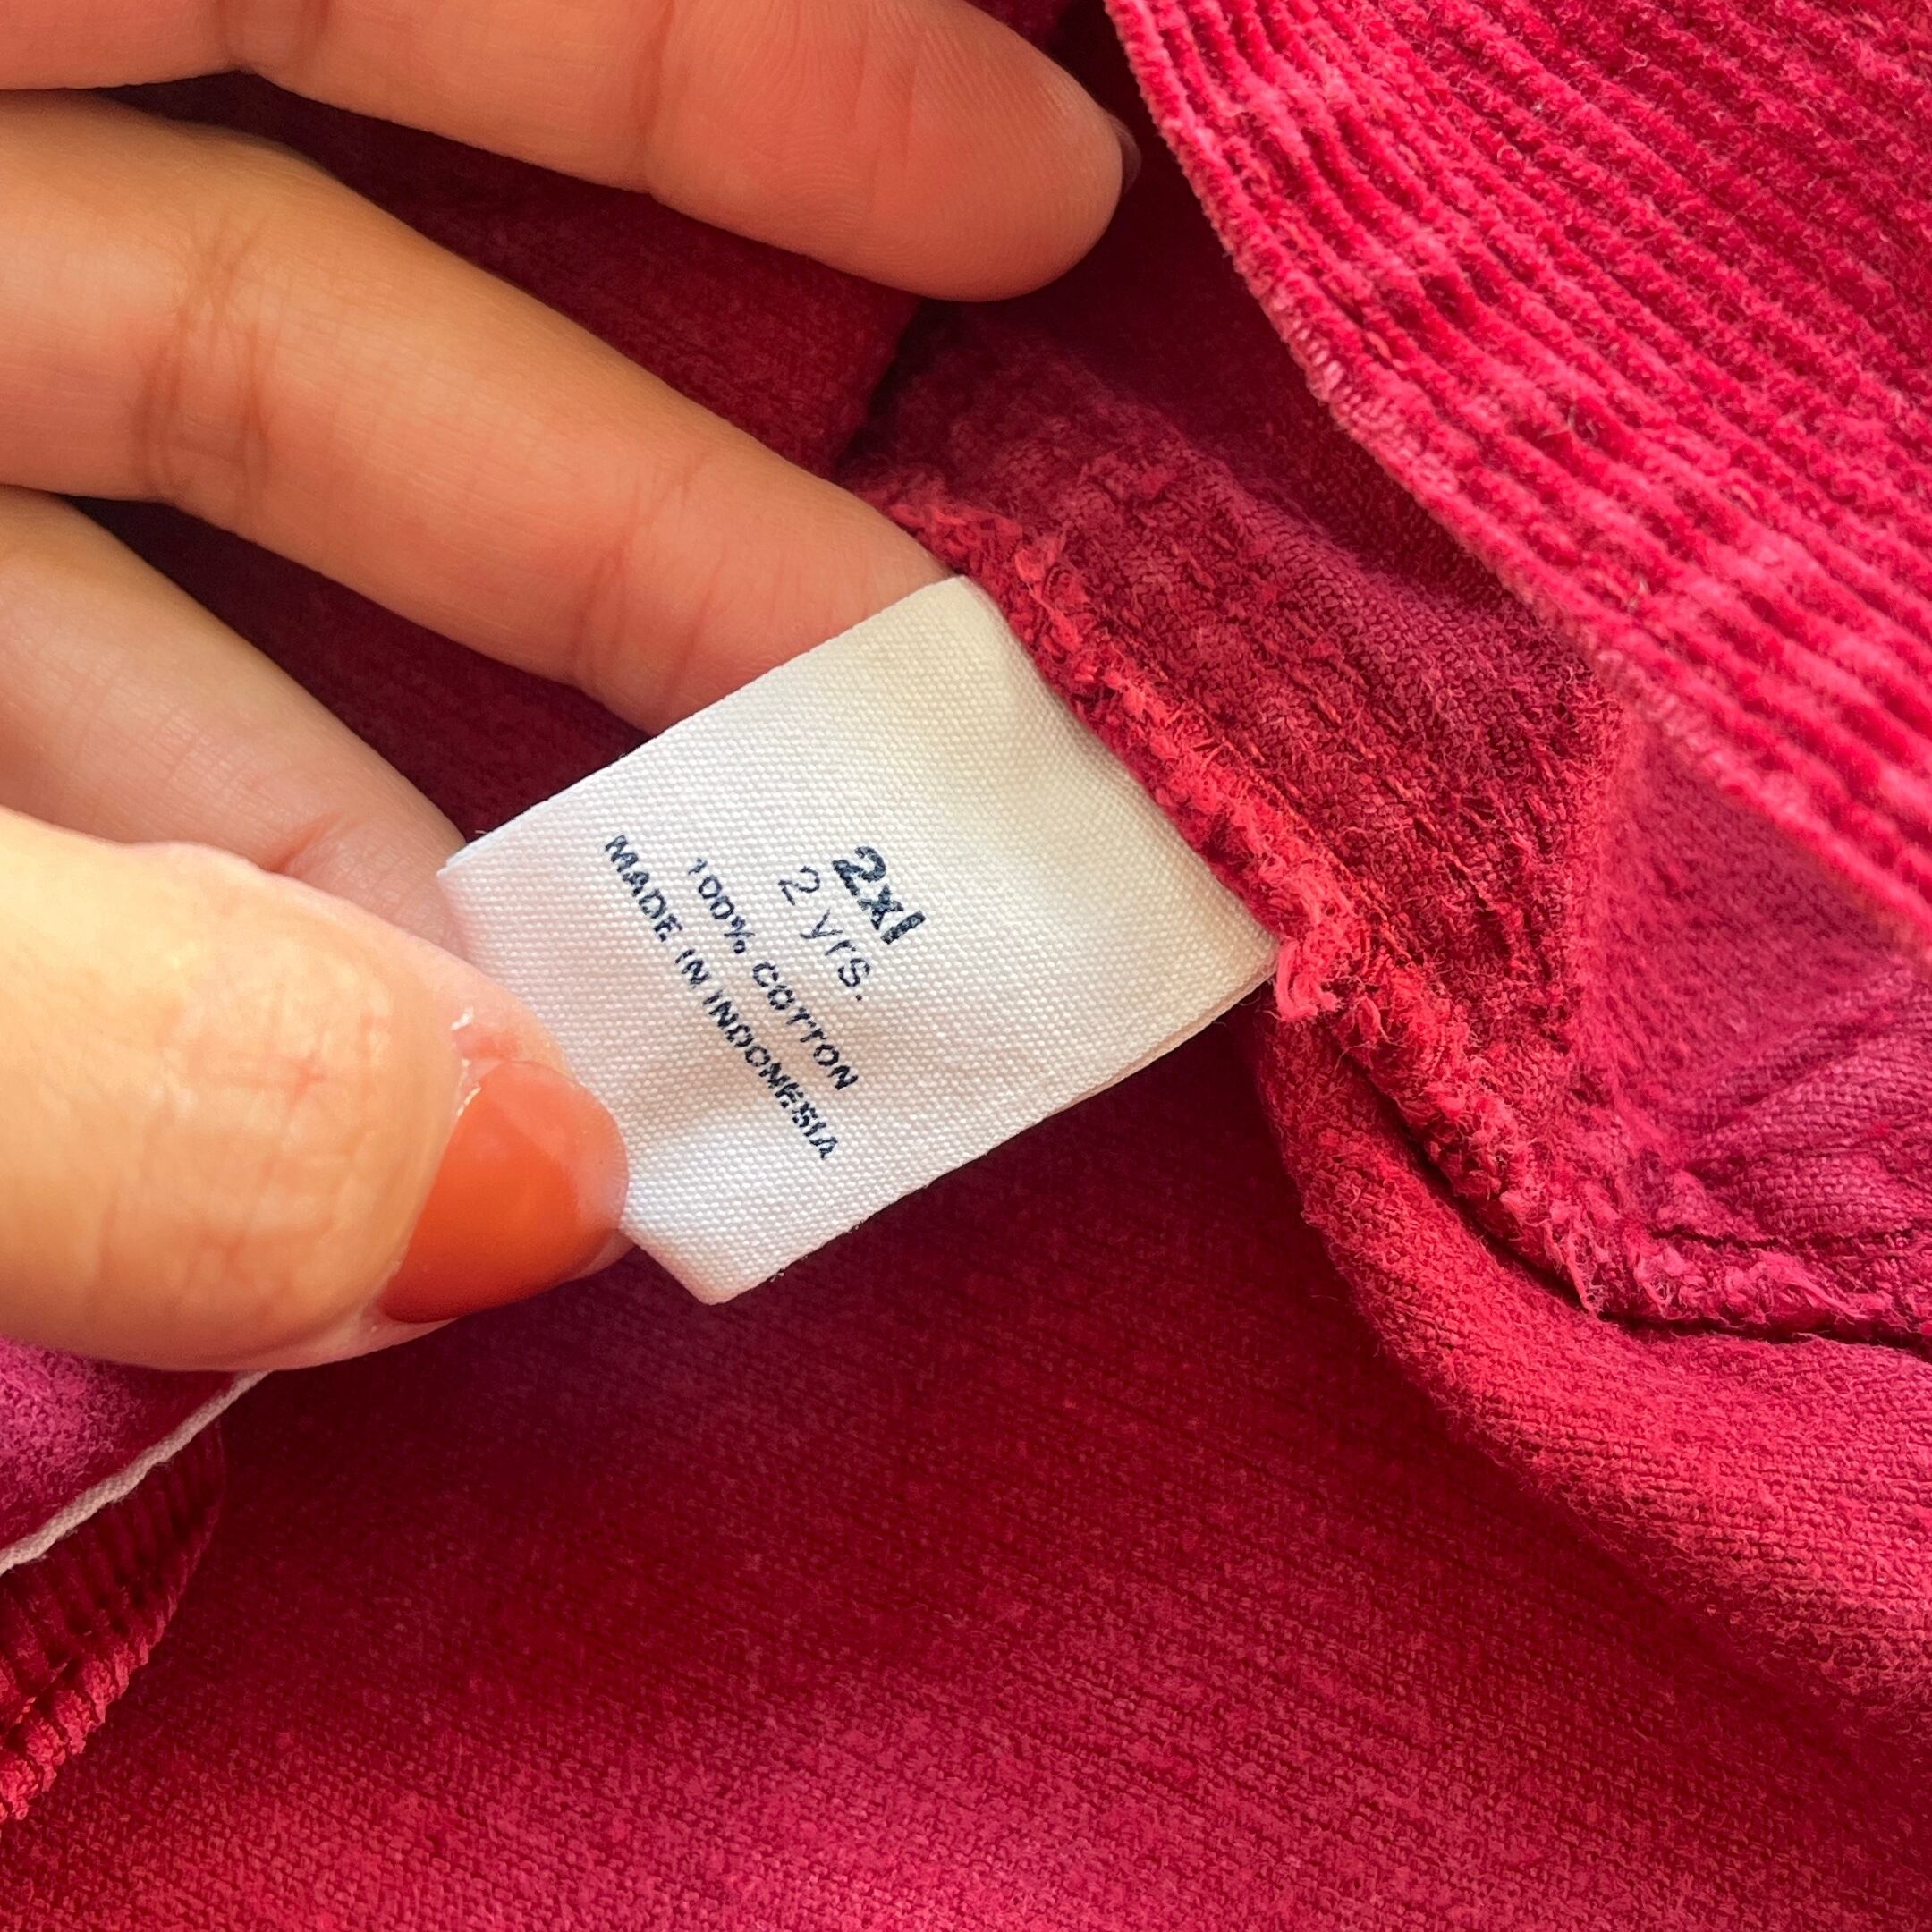 2xl
2 yrs.
100% COTTON
MADE IN INDONESIA